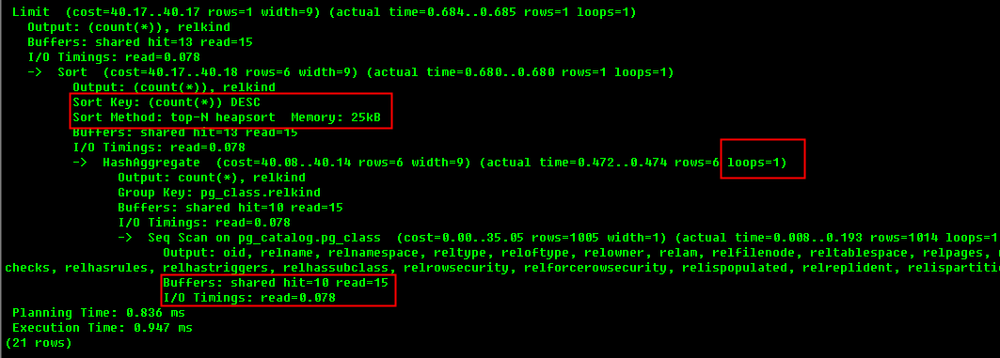 Limit  (cost=40.17..40.17 rows=1 width=9) (actual time=0.684..0.685 rows=1 loops=1)
Output: (count(*)), relkind
Buffers: shared hit=13 read=15
I/O Timings: read=0.078
->  Sort  (cost=40.17..40.18 rows=6 width=9) (actual time=0.680..0.680 rows=1 loops=1)
Output: (count(*)), relkind
Sort Key: (count(*)) DESC
Sort Method: top-N heapsort  Memory: 25kB
Buffers: shared hit=13 read=15
I/O Timings: read=0.078
->  HashAggregate  (cost=40.08..40.14 rows=6 width=9) (actual time=0.472..0.474 rows=6 loops=1)
Output: count(*), relkind
Group Key: pg_class.relkind
Buffers: shared hit=10 read=15
I/O Timings: read=0.078
->  Seq Scan on pg_catalog.pg_class  (cost=0.00..35.05 rows=1005 width=1) (actual time=0.008..0.193 rows=1014 loops=1
Output: oid, relname, relnamespace, reltype, reloftype, relowner, relam, relfilenode, reltablespace, relpages,
checks, relhasrules, relhastriggers, relhassubclass, relrowsecurity, relforcerowsecurity, relispopulated, relreplident, relispartiti
Buffers: shared hit=10 read=15
I/O Timings: read=0.078
Planning Time: 0.836 ms
Execution Time: 0.947 ms
(21 rows)